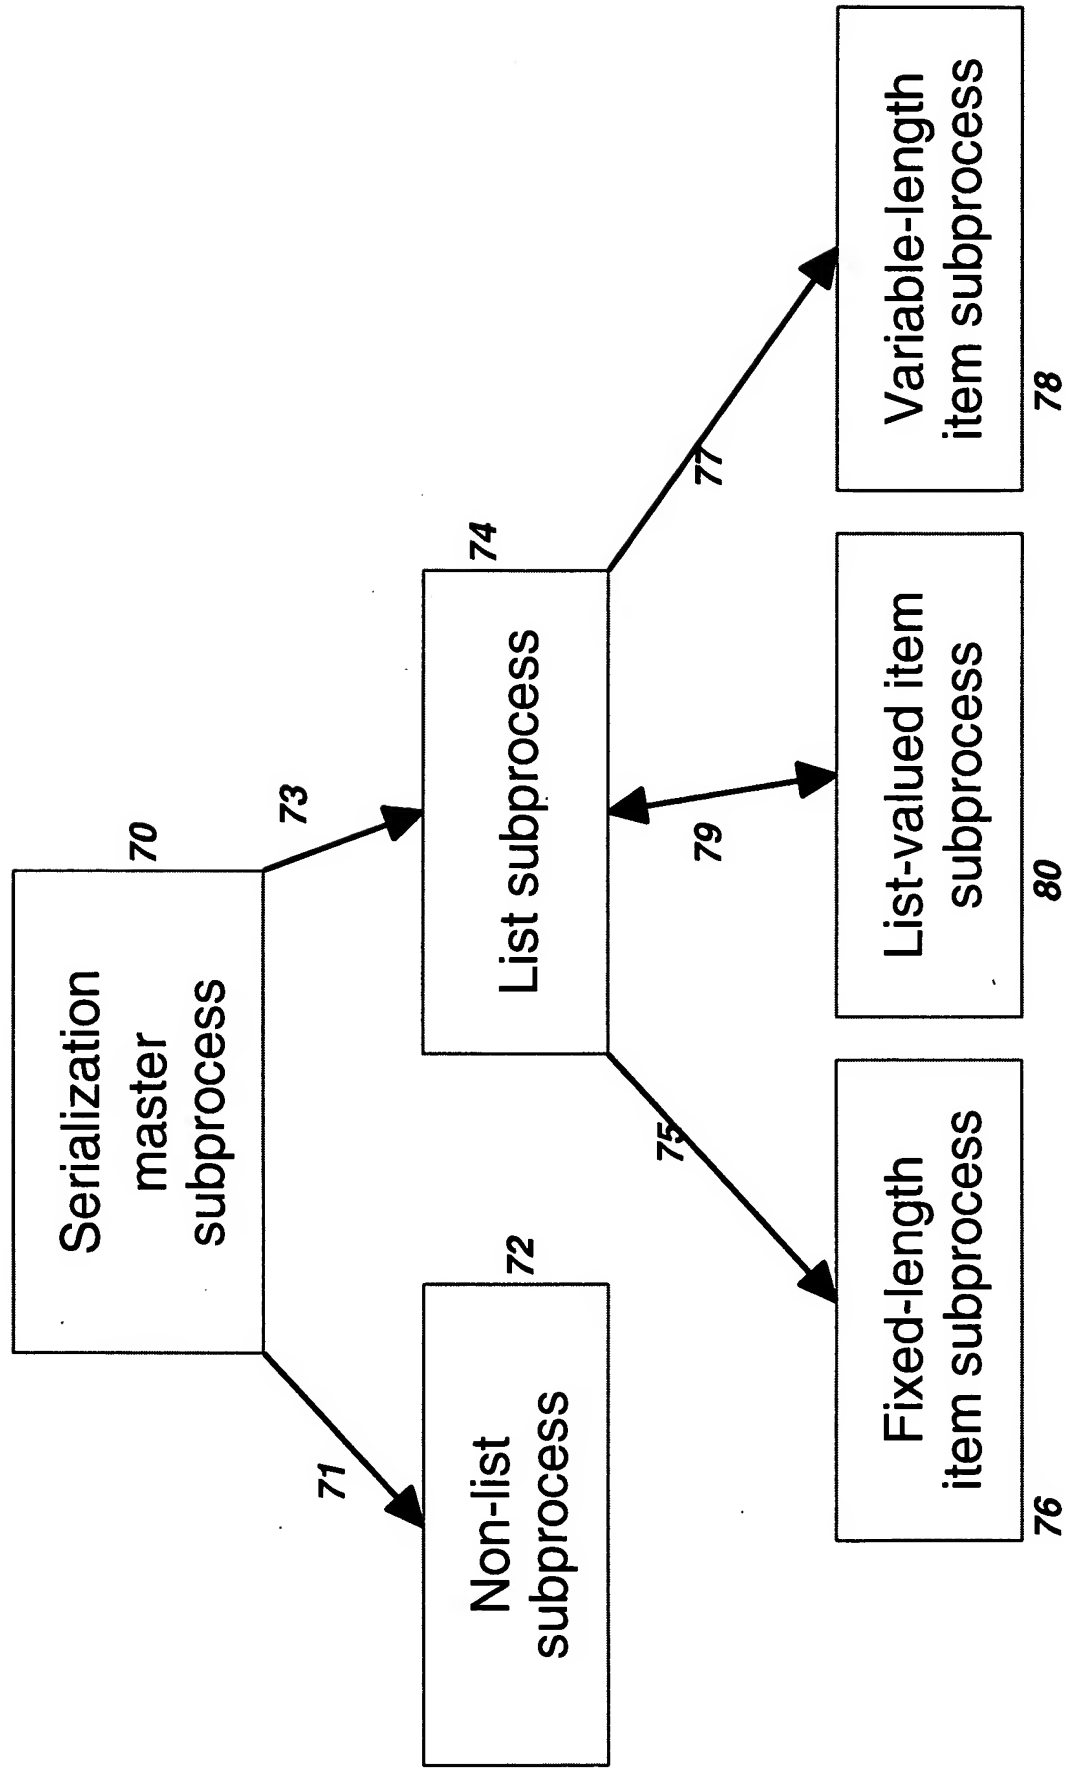 Serialization
master
subprocess
70
71
73
Non-list
subprocess
72
List subprocess
74
75
79
77
Fixed-length
item subprocess
76
List-valued item
subprocess
80
Variable-length
item subprocess
78